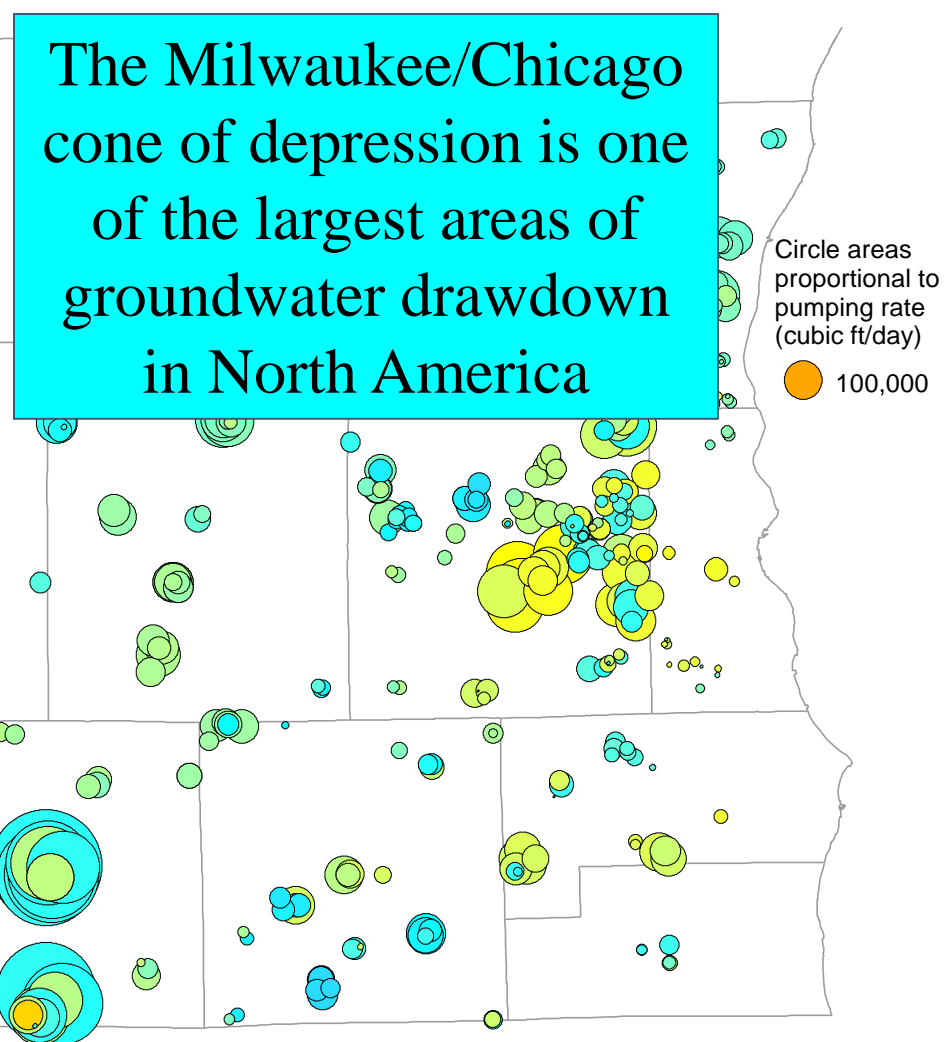 The Milwaukee/Chicago
cone of depression is one
of the largest areas of
groundwater drawdown
in North America
Circle areas
proportional to
pumping rate
(cubic ft/day)
100,000